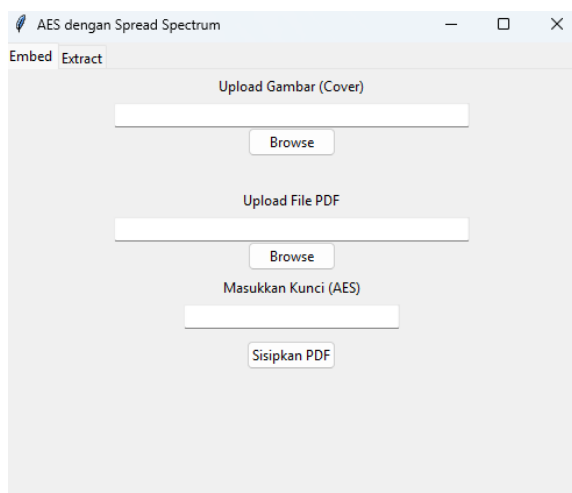 AES dengan Spread Spectrum
Embed Extract
Upload Gambar (Cover)
Browse
Upload File PDF
Browse
Masukkan Kunci (AES)
Sisipkan PDF